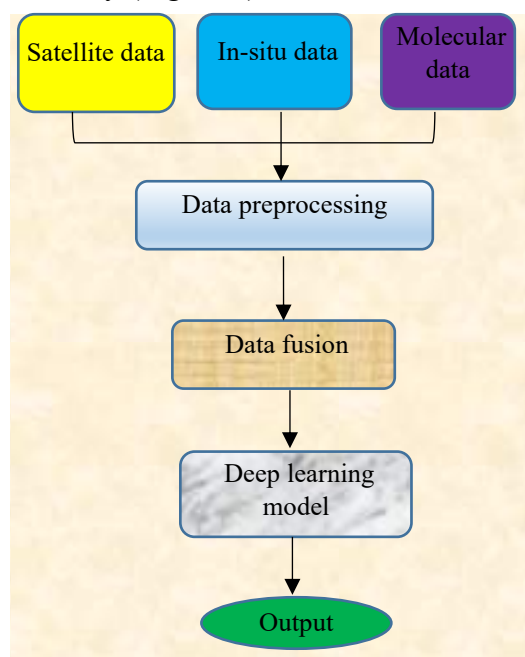 Satellite data
In-situ data
Molecular
data
Data preprocessing
Data fusion
Deep learning
model
Output